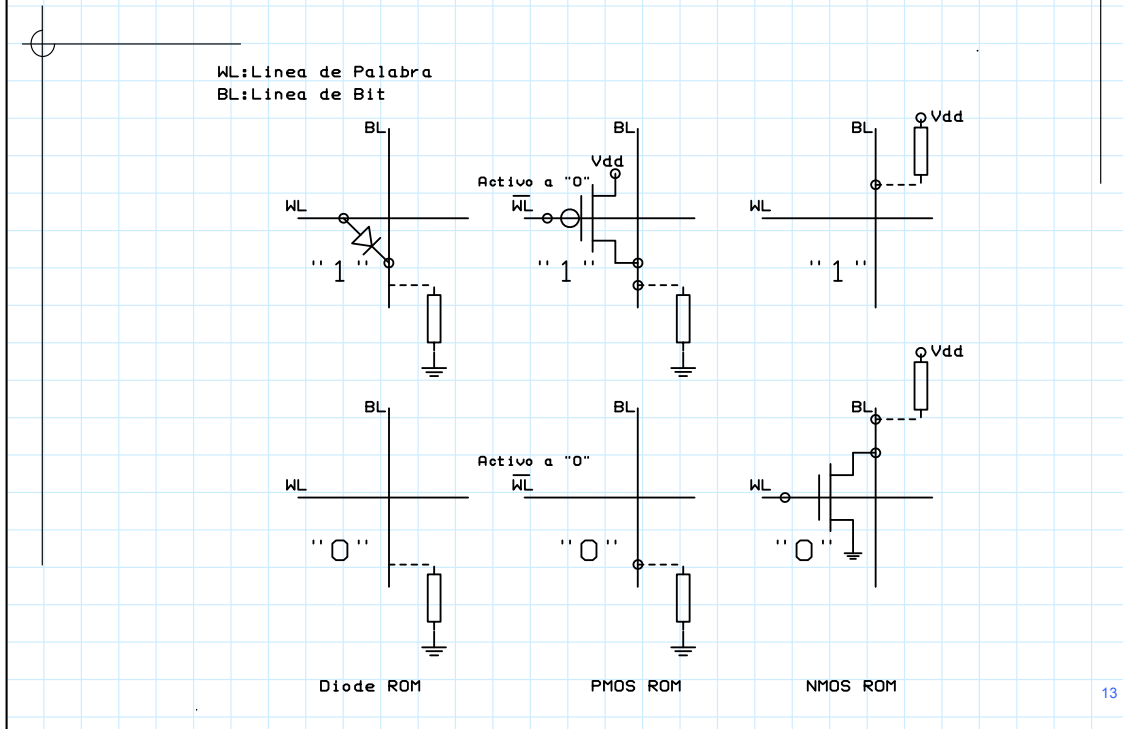 WL:Linea de Palabra
BL:Linea de Bit
BL
BL
BL
Vdd
Vdd
Activo a "0"
WL
WL
WL
"1"
"1"
"1"
Vdd
BL
BL
BL
Activo a "0"
WL
WL
WL
"0"
"0"
"0"
Diode ROM
PMOS ROM
NMOS ROM
13